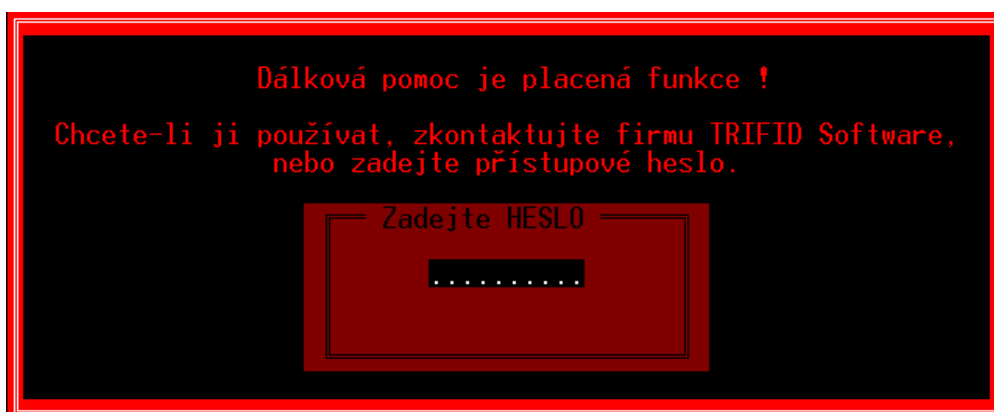 Dálková pomoc je placená funkce !
Chcete-li ji používat, zkontaktujte firmu TRIFID Software,
nebo zadejte přístupové heslo.
Zadejte HESLO
..........